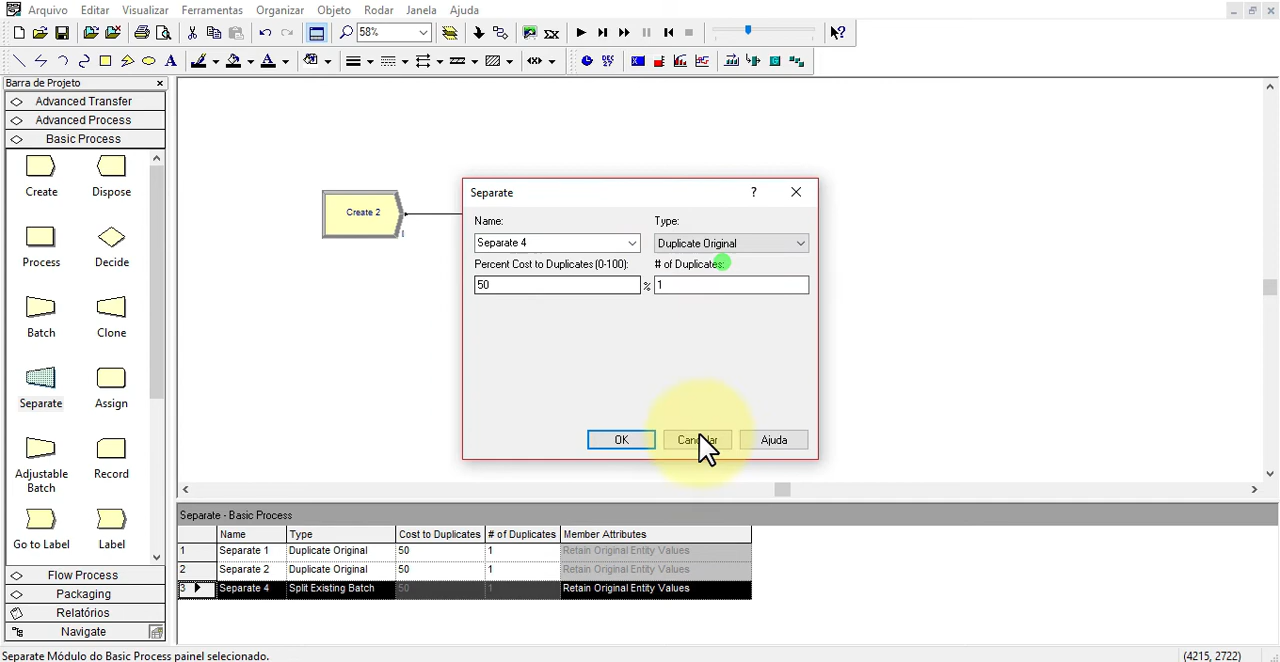 Arquivo Editar Visualizar Ferramentas Organizar Objeto Rodar Janela Ajuda
58%
Barra de Projeto
Advanced Transfer
Advanced Process
Basic Process
Create Dispose
Process Decide
Batch Clone
Separate Assign
Adjustable Batch Record
Go to Label Label
Flow Process
Packaging
Relatórios
Navigate
Create 2
Separate
Name: Type:
Separate 4 Duplicate Original
Percent Cost to Duplicates (0-100): # of Duplicates:
50 % 1
OK Cancelar Ajuda
Separate - Basic Process
Name Type Cost to Duplicates # of Duplicates Member Attributes
1 Separate 1 Duplicate Original 50 1 Retain Original Entity Values
2 Separate 2 Duplicate Original 50 1 Retain Original Entity Values
3 Separate 4 Split Existing Batch 50 1 Retain Original Entity Values
Separate Módulo do Basic Process painel selecionado. (4215, 2722)